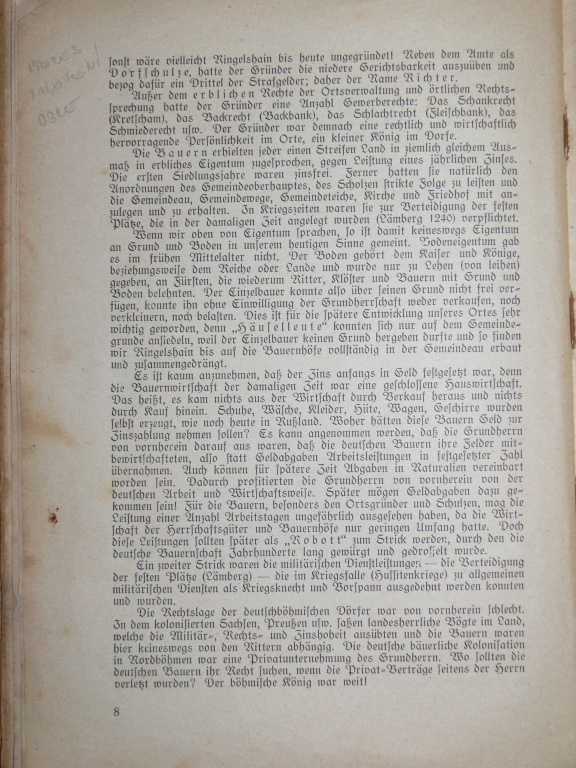 sonst wäre vielleicht Ringelshain bis heute ungegründet! Neben dem Amte als
Dorfschulze, hatte der Gründer die niedere Gerichtsbarkeit auszuüben und
bezog dafür ein Drittel der Strafgelder; daher der Name Richter.
Außer dem erblichen Rechte der Ortsverwaltung und örtlichen Rechts-
sprechung hatte der Gründer eine Anzahl Gewerberechte: Das Schankrecht
(Kretscham), das Backrecht (Backbank), das Schlachtrecht (Fleischbank), das
Schmiederecht usw. Der Gründer war demnach eine rechtlich und wirtschaftlich
hervorragende Persönlichkeit im Orte, ein kleiner König im Dorfe.
Die Bauern erhielten jeder einen Streifen Land in ziemlich gleichem Aus-
maß in erbliches Eigentum zugesprochen, gegen Leistung eines jährlichen Zinses.
Die ersten Siedlungsjahre waren zinsfrei. Ferner hatten sie natürlich den
Anordnungen des Gemeindeoberhauptes, des Scholzen strikte Folge zu leisten und
die Gemeindeau, Gemeindewege, Gemeindeteiche, Kirche und Friedhof mit an-
zulegen und zu erhalten. In Kriegszeiten waren sie zur Verteidigung der festen
Plätze, die in der damaligen Zeit angelegt wurden (Lämberg 1240) verpflichtet.
Wenn wir oben von Eigentum sprachen, so ist damit keineswegs Eigentum
an Grund und Boden in unserem heutigen Sinne gemeint. Bodeneigentum gab
es im frühen Mittelalter nicht. Der Boden gehört dem Kaiser und Könige,
beziehungsweise dem Reiche oder Lande und wurde nur zu Lehen (von leihen)
gegeben, an Fürsten, die wiederum Ritter, Klöster und Bauern mit Grund und
Boden belehnten. Der Einzelbauer konnte also über seinen Grund nicht frei ver-
fügen, konnte ihn ohne Einwilligung der Grundherrschaft weder verkaufen, noch
verkleinern, noch belasten. Dies ist für die spätere Entwicklung unseres Ortes sehr
wichtig geworden, denn „Häuselleute“ konnten sich nur auf dem Gemeinde-
grunde ansiedeln, weil der Einzelbauer keinen Grund hergeben durfte und so finden
wir Ringelshain bis auf die Bauernhöfe vollständig in der Gemeindeau erbaut
und zusammengedrängt.
Es ist kaum anzunehmen, daß der Zins anfangs in Geld festgesetzt war, denn
die Bauernwirtschaft der damaligen Zeit war eine geschlossene Hauswirtschaft.
Das heißt, es kam nichts aus der Wirtschaft durch Verkauf heraus und nichts
durch Kauf hinein. Schuhe, Wäsche, Kleider, Hüte, Wagen, Geschirre wurden
selbst erzeugt, wie noch heute in Rußland. Woher hätten diese Bauern Geld zur
Zinszahlung nehmen sollen? Es kann angenommen werden, daß die Grundherrn
von vornherein darauf aus waren, daß die deutschen Bauern ihre Felder mit-
bewirtschafteten, also statt Geldabgaben Arbeitsleistungen in festgesetzter Zahl
übernahmen. Auch können für spätere Zeit Abgaben in Naturalien vereinbart
worden sein. Dadurch profitierten die Grundherrn von vornherein von der
deutschen Arbeit und Wirtschaftsweise. Später mögen Geldabgaben dazu ge-
kommen sein! Für die Bauern, besonders den Ortsgründer und Schulzen, mag die
Leistung einer Anzahl Arbeitstagen ungefährlich ausgesehen haben, da die Wirt-
schaft der Herrschaftsgüter und Bauernhöfe nur geringen Umfang hatte. Doch
diese Leistungen sollten später als „Robott“ zum Strick werden, durch den die
deutsche Bauernschaft Jahrhunderte lang gewürgt und gedrosselt wurde.
Ein zweiter Strick waren die militärischen Dienstleistungen — die Verteidigung
der festen Plätze (Lämberg) — die im Kriegsfalle (Hussitenkriege) zu allgemeinen
militärischen Diensten als Kriegsknecht und Vorspann ausgedehnt werden konnten
und wurden.
Die Rechtslage der deutschböhmischen Dörfer war von vornherein schlecht.
In dem kolonisierten Sachsen, Preußen usw. saßen landesherrliche Vögte im Land,
welche die Militär-, Rechts- und Zinshoheit ausübten und die Bauern waren
hier keineswegs von den Rittern abhängig. Die deutsche bäuerliche Kolonisation
in Nordböhmen war eine Privatunternehmung des Grundherrn. Wo sollten die
deutschen Bauern ihr Recht suchen, wenn die Privat-Verträge seitens der Herrn
verletzt wurden? Der böhmische König war weit!
8